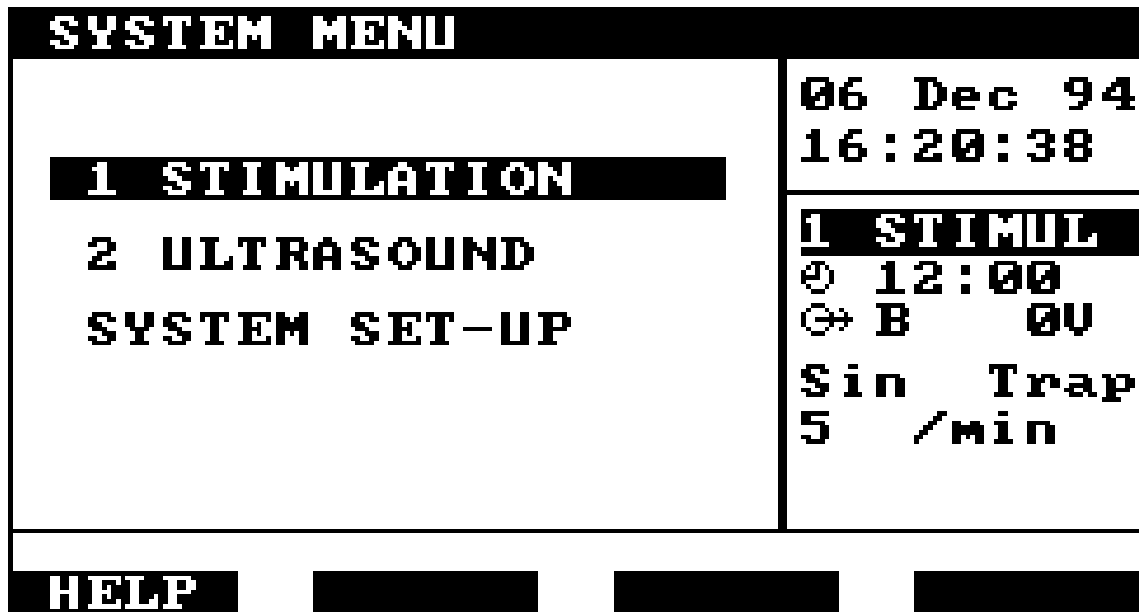 SYSTEM MENU
1 STIMULATION
2 ULTRASOUND
SYSTEM SET-UP
06 Dec 94
16:20:38
1 STIMUL
12:00
B 0V
Sin Trap
5 /min
HELP